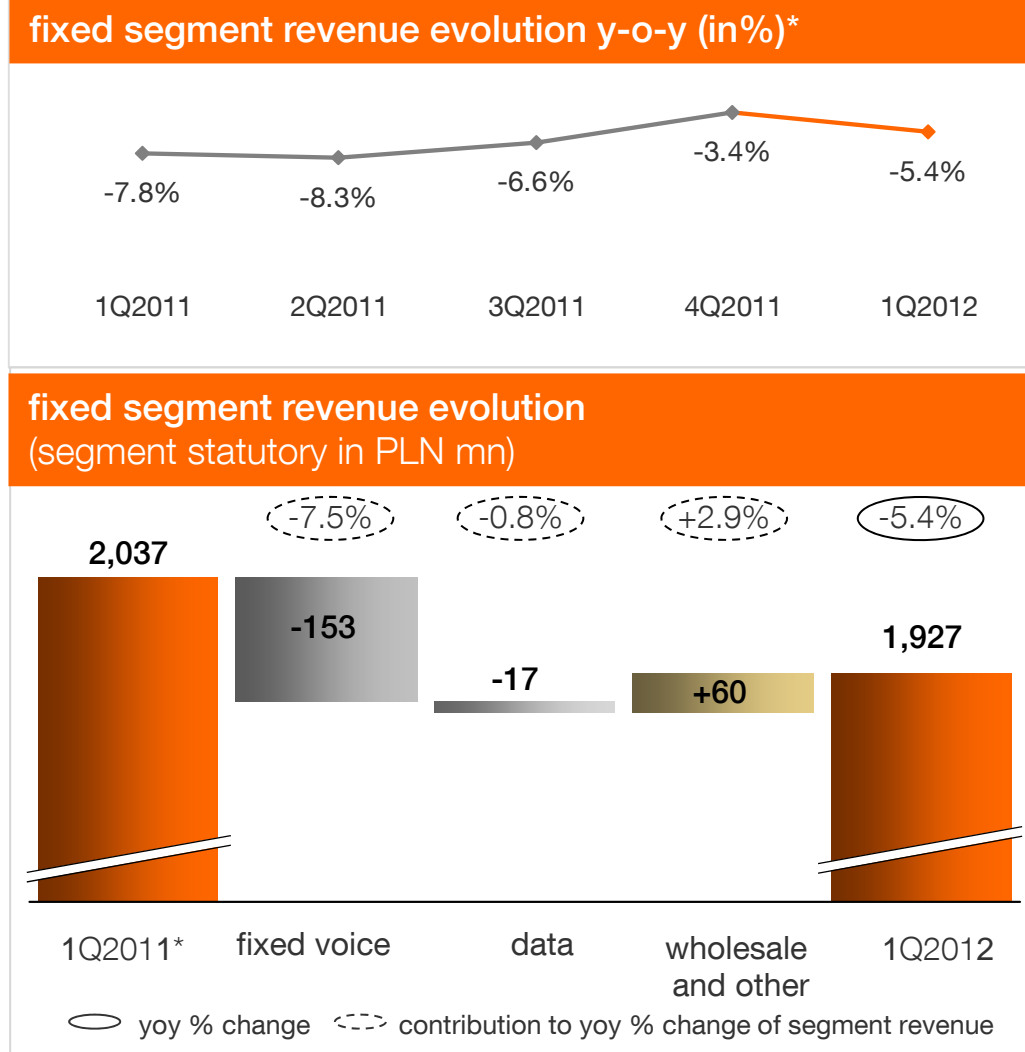 fixed segment revenue evolution y-o-y (in%)*
-7.8%
-8.3%
-6.6%
-3.4%
-5.4%
1Q2011
2Q2011
3Q2011
4Q2011
1Q2012
fixed segment revenue evolution
(segment statutory in PLN mn)
-7.5%
-0.8%
+2.9%
-5.4%
2,037
-153
-17
+60
1,927
1Q2011*
fixed voice
data
wholesale
and other
1Q2012
yoy % change
contribution to yoy % change of segment revenue